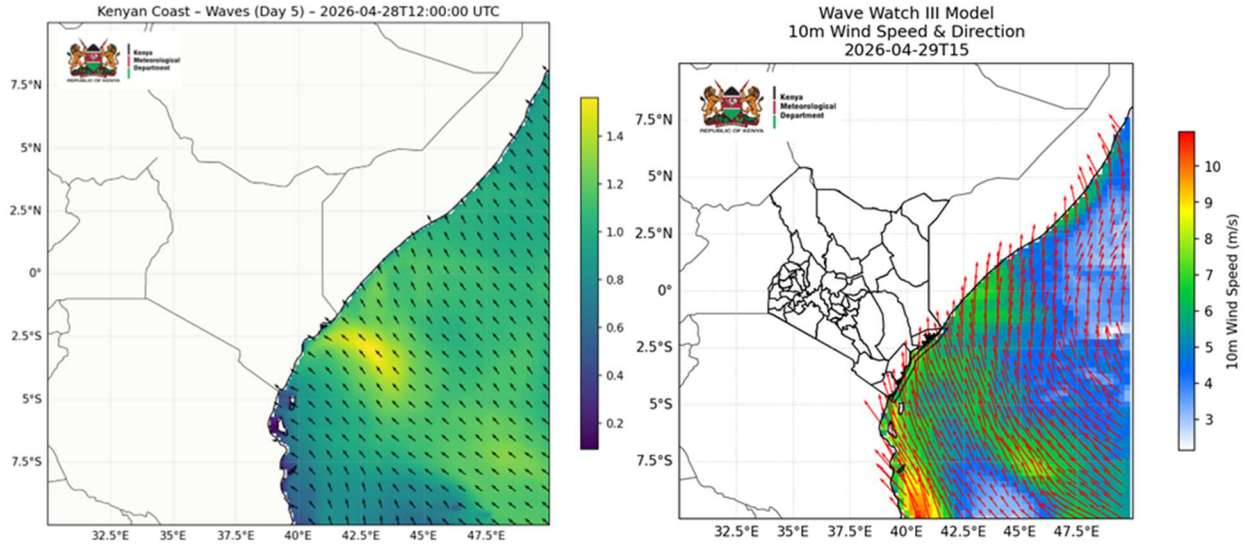 Kenyan Coast – Waves (Day 5) – 2026-04-28T12:00:00 UTC
Kenya
Meteorological
Department
REPUBLIC OF KENYA
7.5°N
5°N
2.5°N
0°
2.5°S
5°S
7.5°S
32.5°E
35°E
37.5°E
40°E
42.5°E
45°E
47.5°E
1.4
1.2
1.0
0.8
0.6
0.4
0.2
Wave Watch III Model
10m Wind Speed & Direction
2026-04-29T15
Kenya
Meteorological
Department
REPUBLIC OF KENYA
7.5°N
5°N
2.5°N
0°
2.5°S
5°S
7.5°S
32.5°E
35°E
37.5°E
40°E
42.5°E
45°E
47.5°E
10
9
8
7
6
5
4
3
10m Wind Speed (m/s)